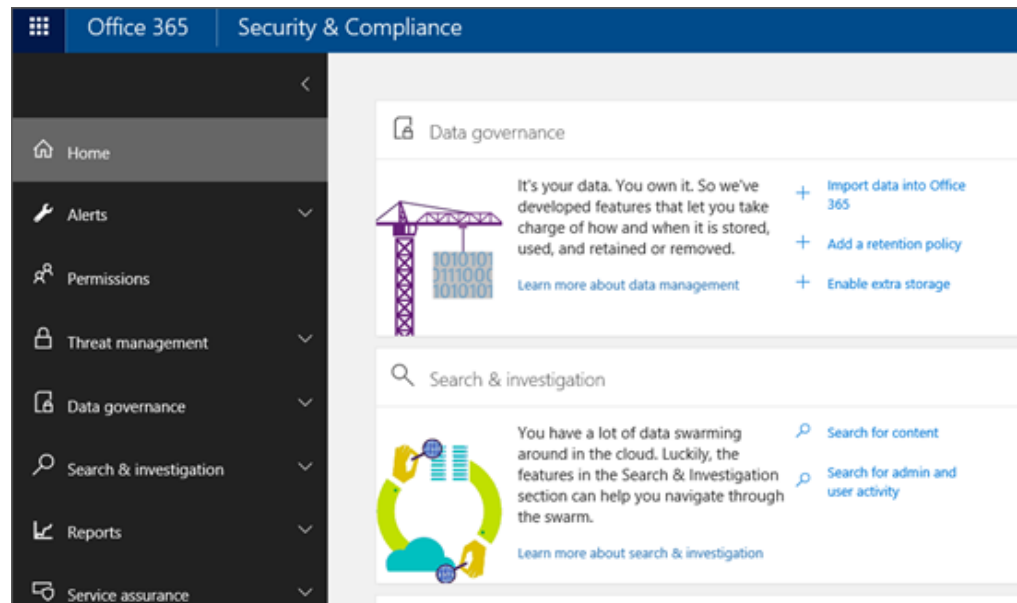 Office 365
Security & Compliance
Home
Alerts
Permissions
Threat management
Data governance
Search & investigation
Reports
Service assurance
Data governance
1010101
0111000
1010101
It's your data. You own it. So we've
developed features that let you take
charge of how and when it is stored,
used, and retained or removed.
Learn more about data management
Import data into Office
365
Add a retention policy
Enable extra storage
Search & investigation
You have a lot of data swarming
around in the cloud. Luckily, the
features in the Search & Investigation
section can help you navigate through
the swarm.
Learn more about search & investigation
Search for content
Search for admin and
user activity